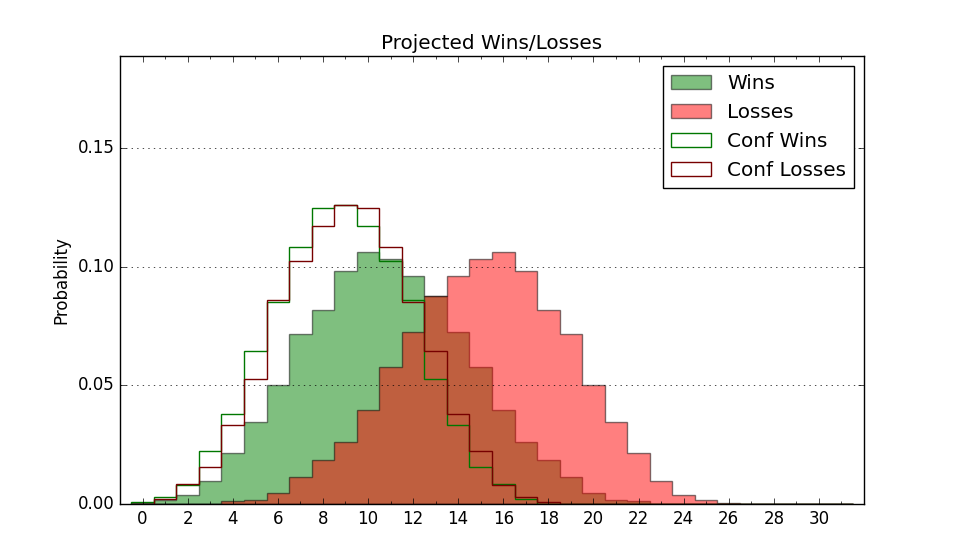 Projected Wins/Losses
Wins
Losses
Conf Wins
Conf Losses
Probability
0.15
0.10
0.05
0.00
0 2 4 6 8 10 12 14 16 18 20 22 24 26 28 30